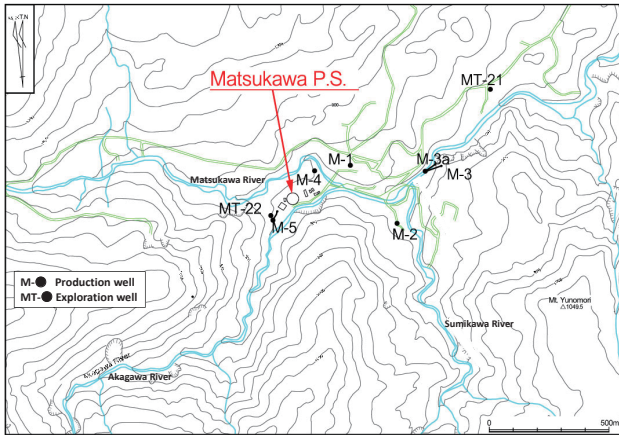 Matsukawa P.S.
MT-21
M-1
M-3a
M-3
Matsukawa River
M-4
MT-22
M-5
M-2
M-● Production well
MT-● Exploration well
Mt. Yunomori
△1049.5
Sumikawa River
Akagawa River
0 500m